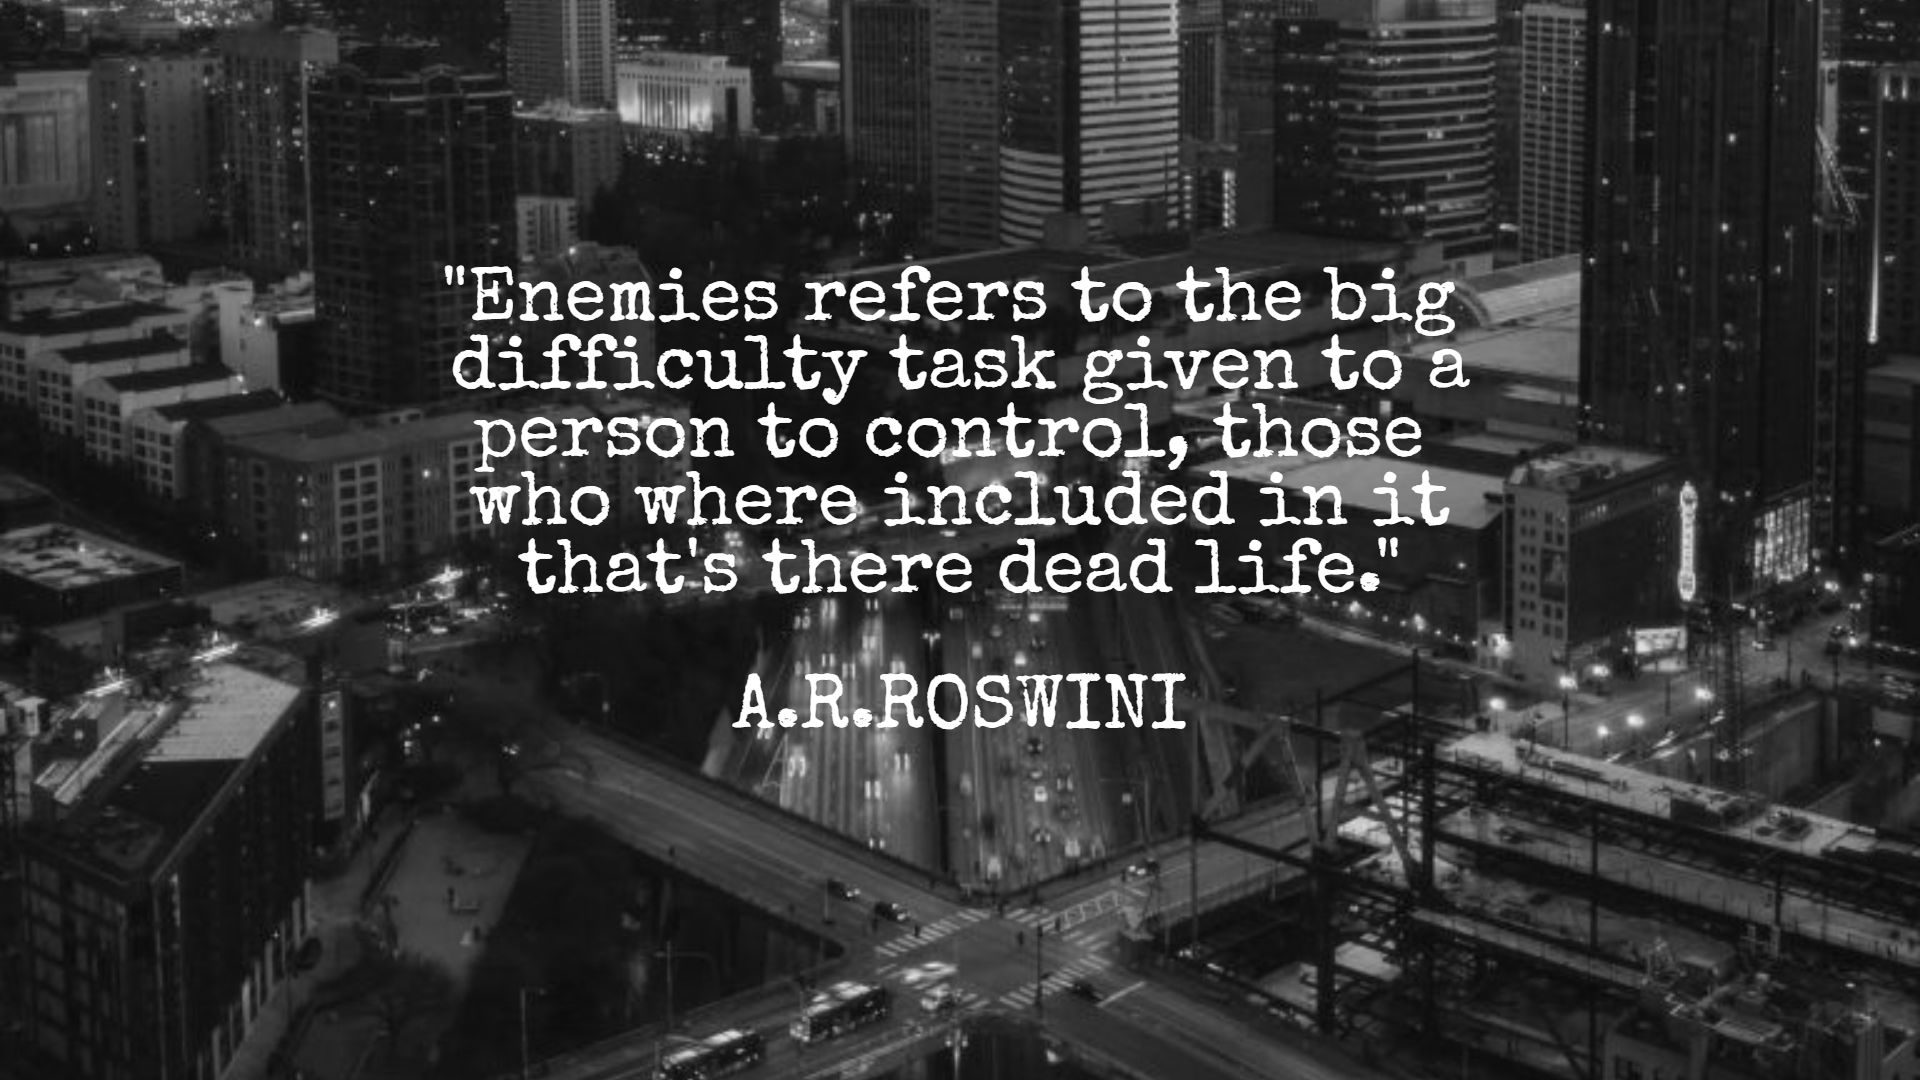 "Enemies refers to the big
difficulty task given to a
person to control, those
who where included in it
that's there dead life."
A.R.ROSWINI